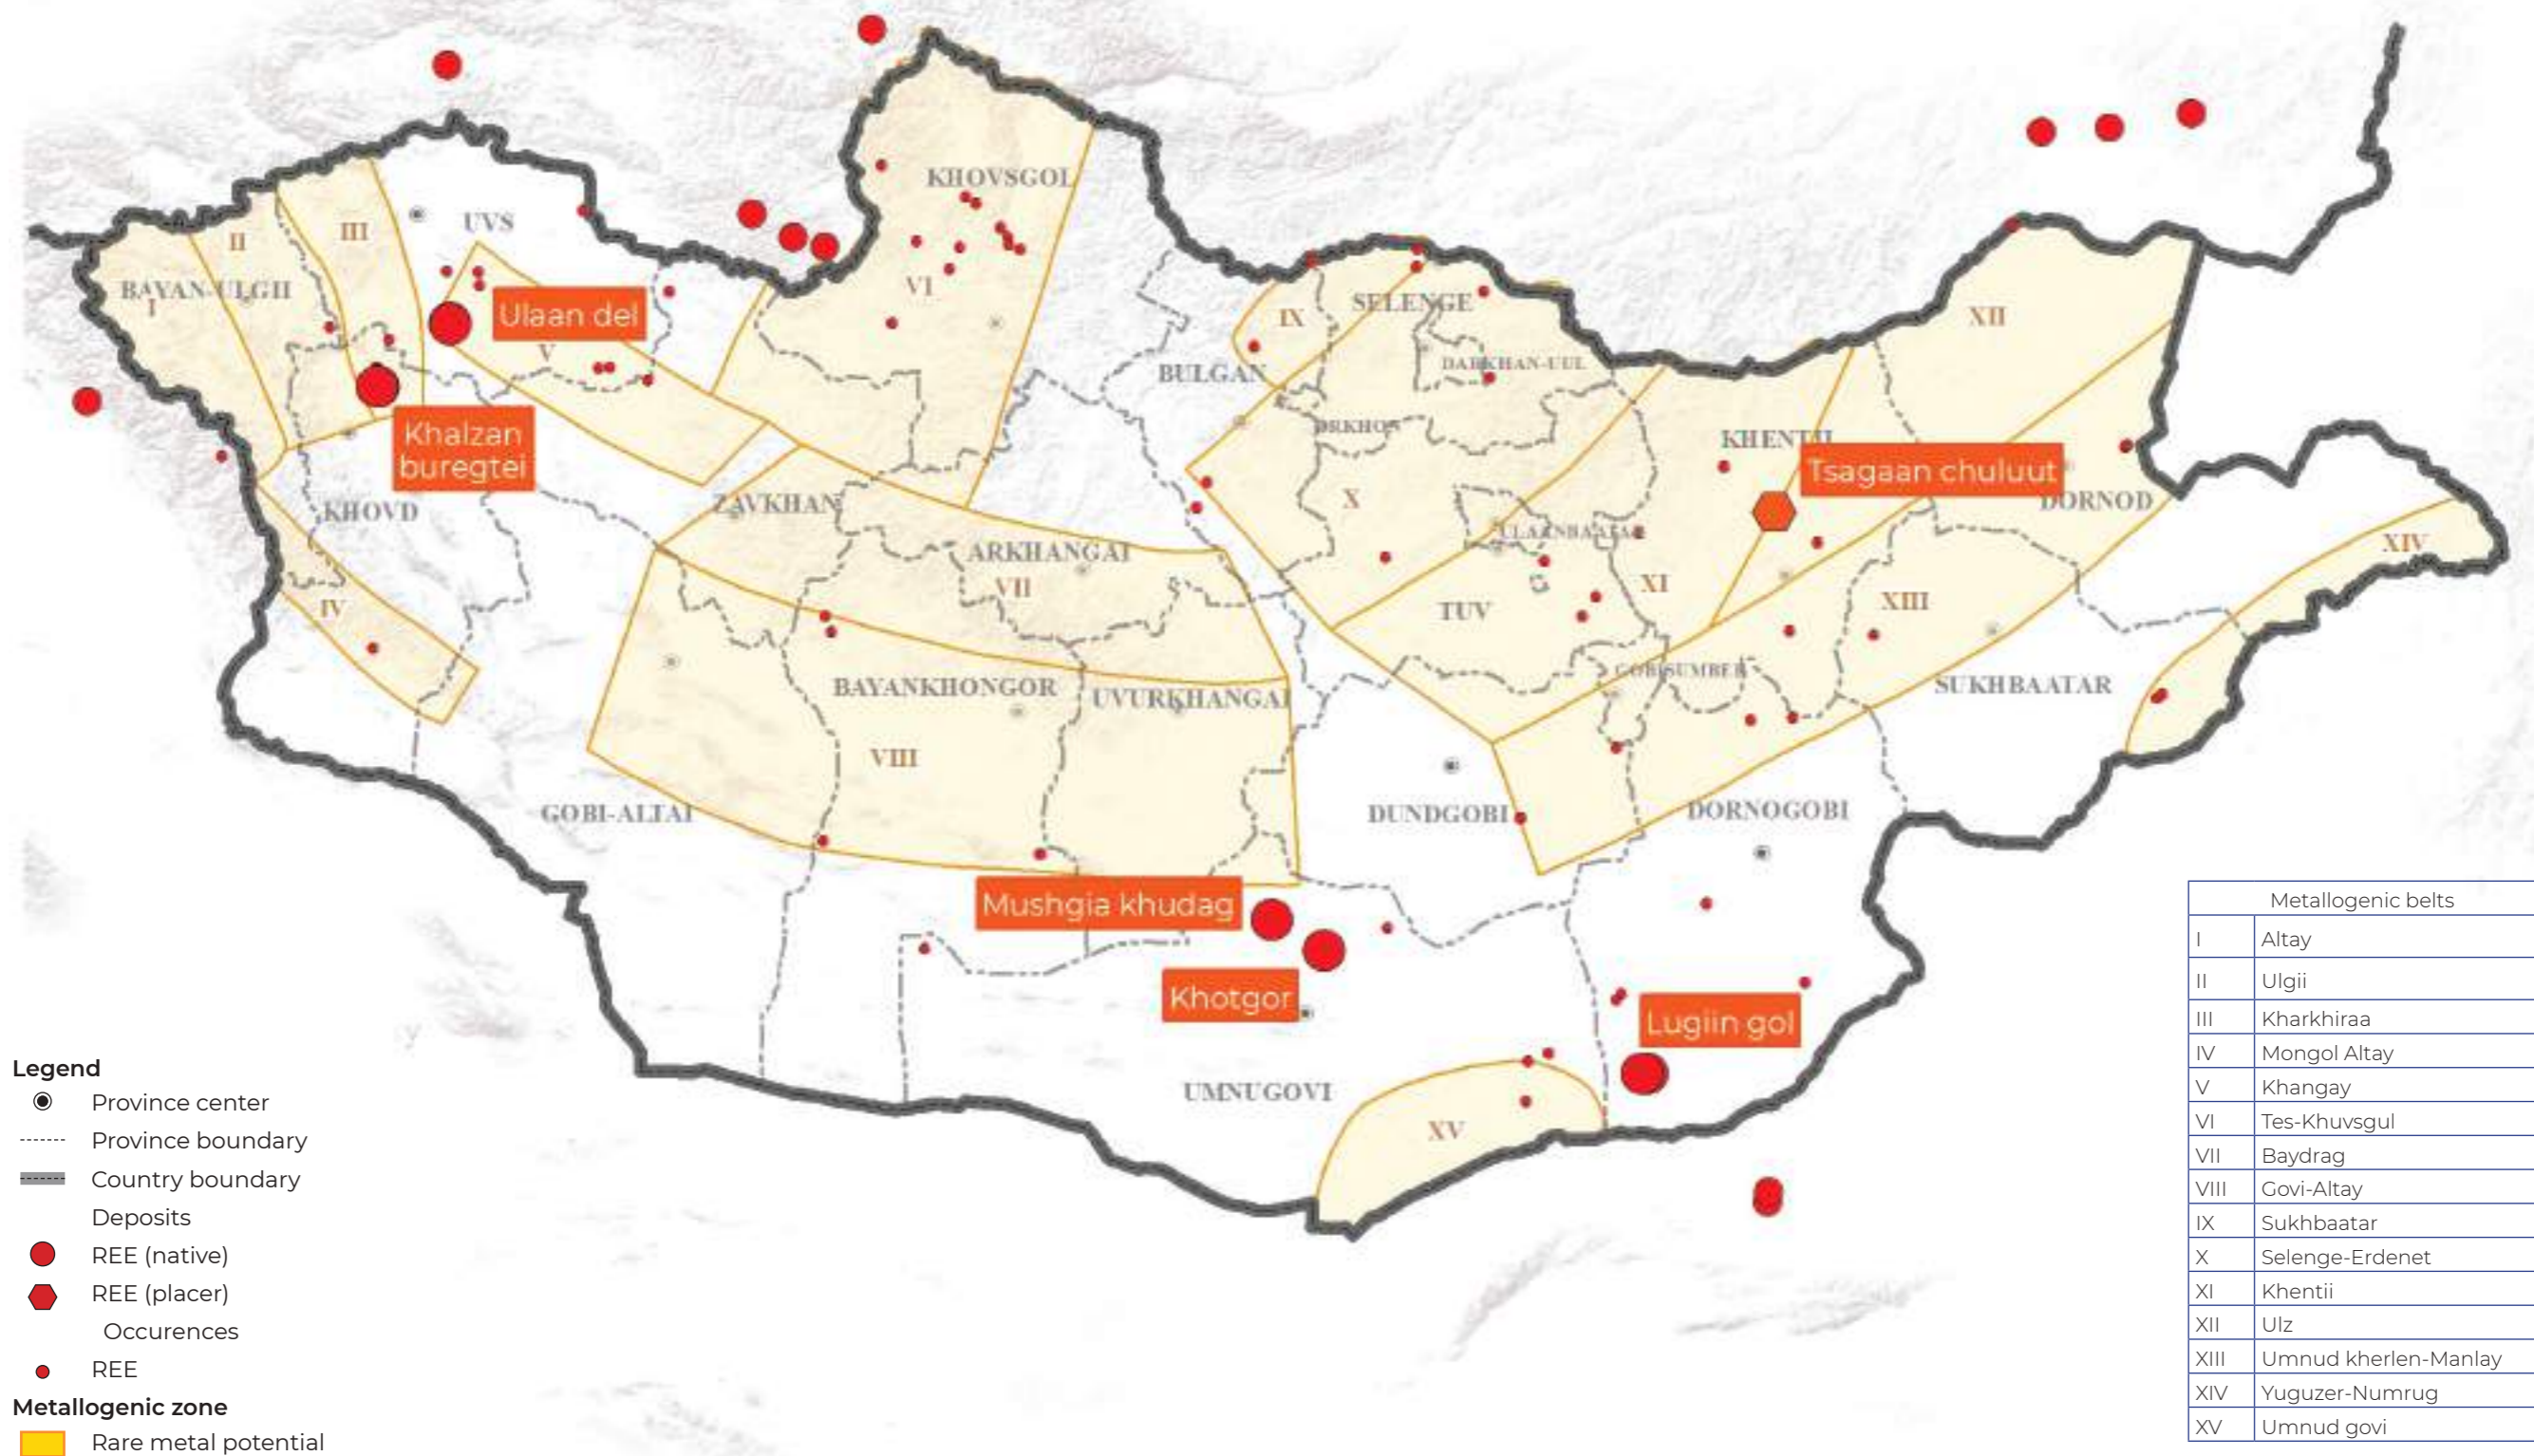 KHOVSGOL
UVS
II
III
BAYAN-ULGII
I
VI
Ulaan del
V
IX
SELENGE
XII
BULGAN
DARKHAN-UUL
Khalzan
buregtei
ORKHON
KHENTII
Tsagaan chuluut
KHOVD
ZAVKHAN
X
ULAANBAATAR
DORNOD
ARKHANGAI
VII
XIV
IV
TUV
XI
XIII
GOBISUMBER
BAYANKHONGOR
UVURKHANGAI
SUKHBAATAR
VIII
GOBI-ALTAI
DUNDGOBI
DORNOGOBI
Mushgia khudag
Khotgor
Lugiin gol
UMNUGOVI
XV
Legend
Province center
Province boundary
Country boundary
Deposits
REE (native)
REE (placer)
Occurences
REE
Metallogenic zone
Rare metal potential
Metallogenic belts
I Altay
II Ulgii
III Kharkhiraa
IV Mongol Altay
V Khangay
VI Tes-Khuvsgul
VII Baydrag
VIII Govi-Altay
IX Sukhbaatar
X Selenge-Erdenet
XI Khentii
XII Ulz
XIII Umnud kherlen-Manlay
XIV Yuguzer-Numrug
XV Umnud govi